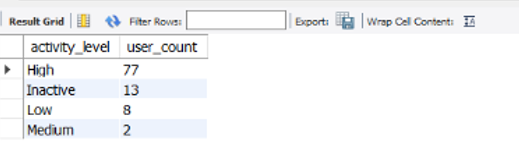 Result Grid Filter Rows: Export: Wrap Cell Content:
activity_level user_count
High 77
Inactive 13
Low 8
Medium 2